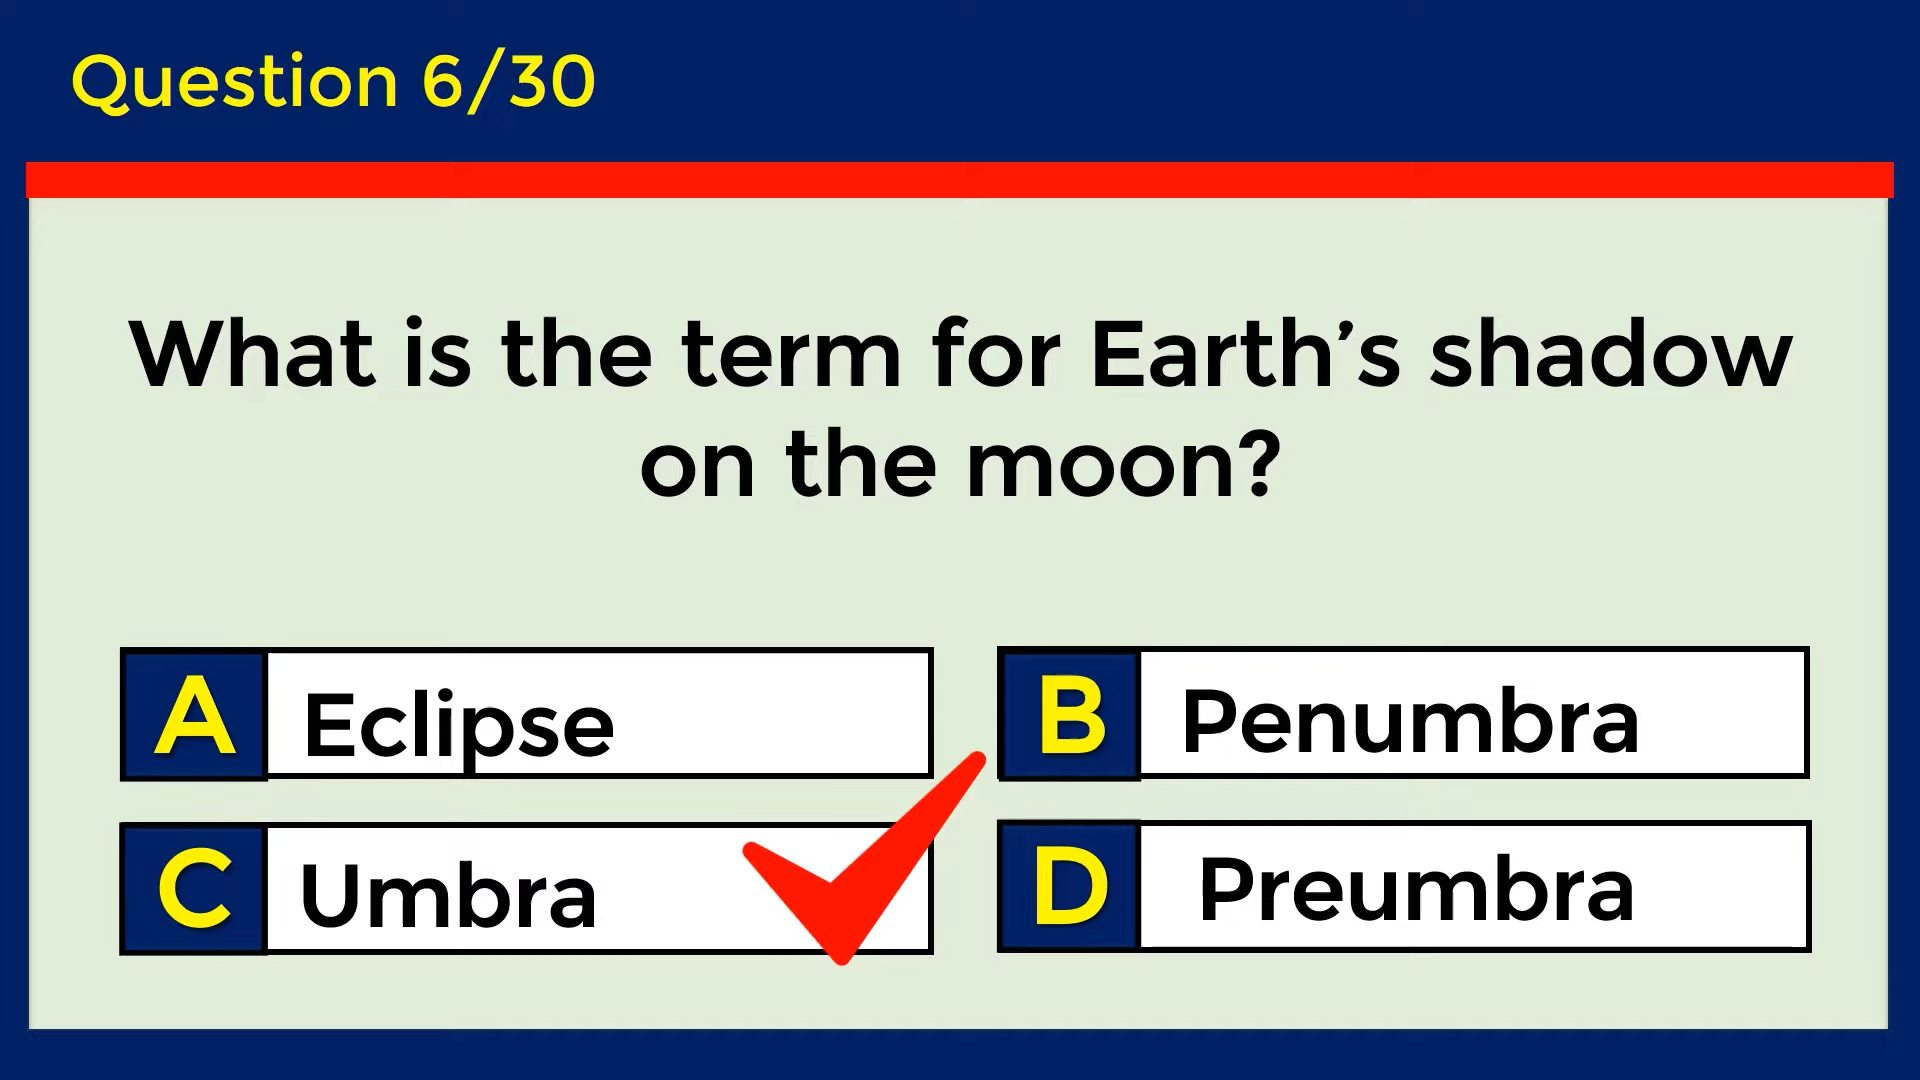 Question 6/30
What is the term for Earth’s shadow
on the moon?
A Eclipse
B Penumbra
C Umbra
D Preumbra